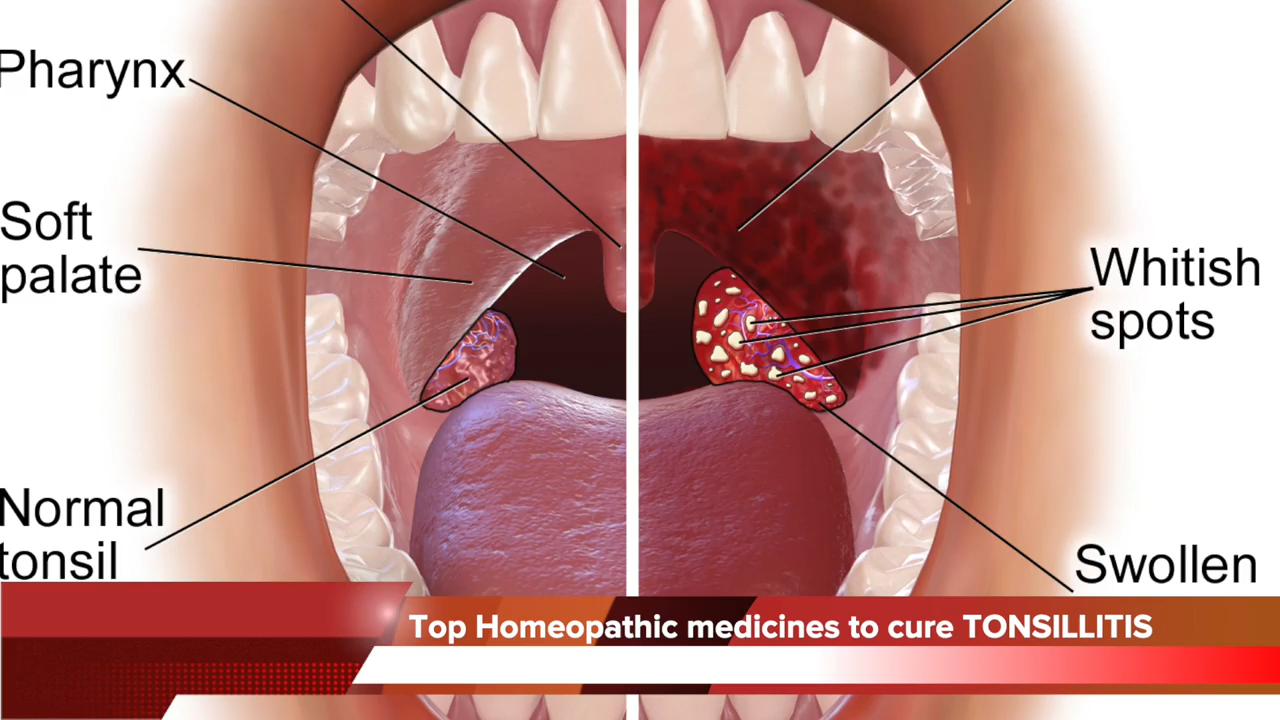 Pharynx
Soft
palate
Normal
tonsil
Whitish
spots
Swollen
Top Homeopathic medicines to cure TONSILLITIS